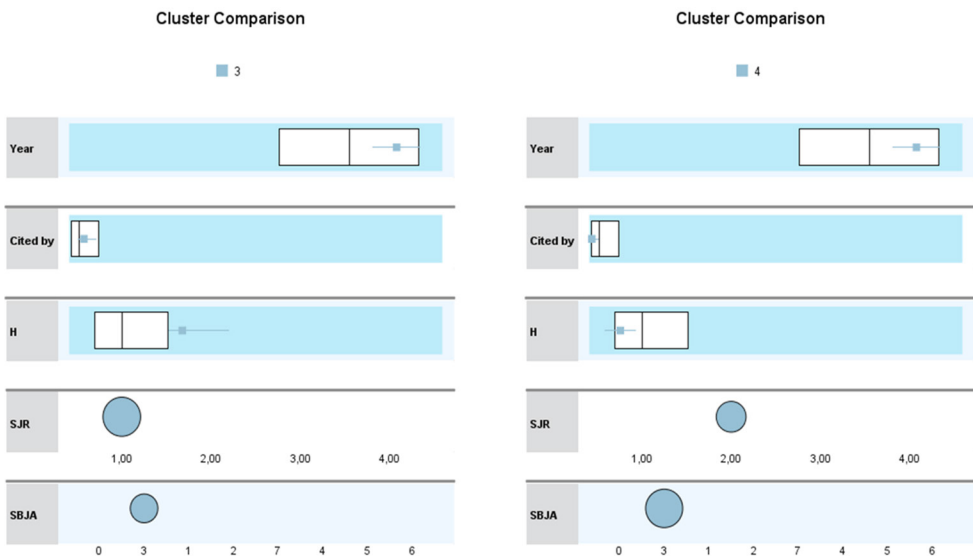 Cluster Comparison
3
Year
Cited by
H
SJR
1,00 2,00 3,00 4,00
SBJA
0 3 1 2 7 4 5 6
Cluster Comparison
4
Year
Cited by
H
SJR
1,00 2,00 3,00 4,00
SBJA
0 3 1 2 7 4 5 6